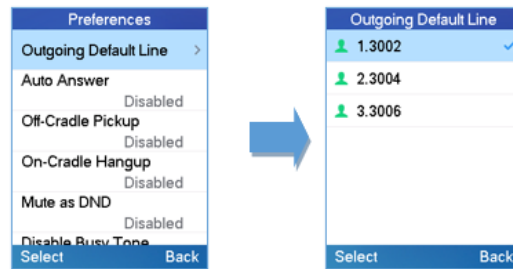 Preferences
Outgoing Default Line
Auto Answer
Disabled
Off-Cradle Pickup
Disabled
On-Cradle Hangup
Disabled
Mute as DND
Disabled
Disable Busy Tone
Select Back
Outgoing Default Line
1.3002
2.3004
3.3006
Select Back